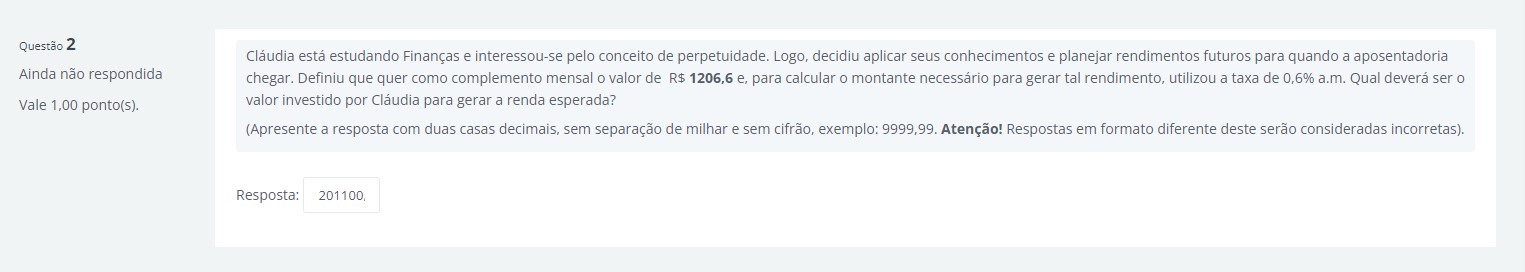 Questão 2
Ainda não respondida
Vale 1,00 ponto(s).
Cláudia está estudando Finanças e interessou-se pelo conceito de perpetuidade. Logo, decidiu aplicar seus conhecimentos e planejar rendimentos futuros para quando a aposentadoria
chegar. Definiu que quer como complemento mensal o valor de R$ 1206,6 e, para calcular o montante necessário para gerar tal rendimento, utilizou a taxa de 0,6% a.m. Qual deverá ser o
valor investido por Cláudia para gerar a renda esperada?
(Apresente a resposta com duas casas decimais, sem separação de milhar e sem cifrão, exemplo: 9999,99. Atenção! Respostas em formato diferente deste serão consideradas incorretas).
Resposta: 201100,